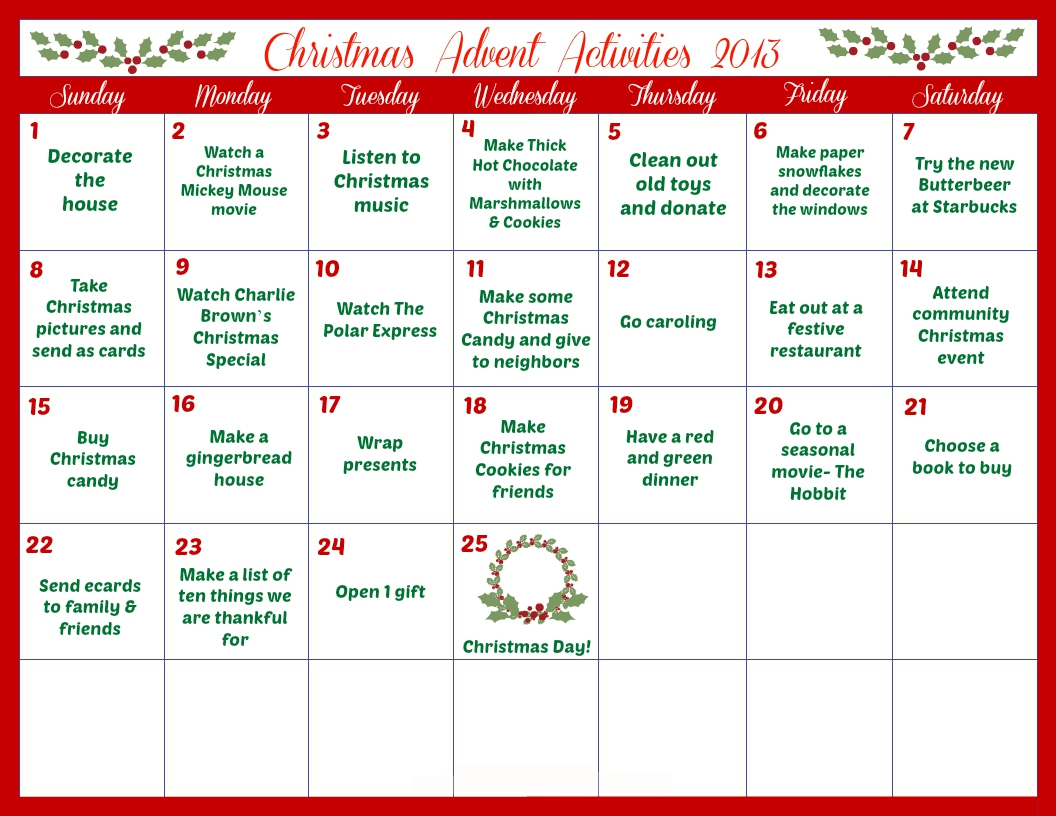 Christmas Advent Activities 2013
Sunday Monday Tuesday Wednesday Thursday Friday Saturday
1
Decorate
the
house
2
Watch a
Christmas
Mickey Mouse
movie
3
Listen to
Christmas
music
4
Make Thick
Hot Chocolate
with
Marshmallows
& Cookies
5
Clean out
old toys
and donate
6
Make paper
snowflakes
and decorate
the windows
7
Try the new
Butterbeer
at Starbucks
8
Take
Christmas
pictures and
send as cards
9
Watch Charlie
Brown's
Christmas
Special
10
Watch The
Polar Express
11
Make some
Christmas
Candy and give
to neighbors
12
Go caroling
13
Eat out at a
festive
restaurant
14
Attend
community
Christmas
event
15
Buy
Christmas
candy
16
Make a
gingerbread
house
17
Wrap
presents
18
Make
Christmas
Cookies for
friends
19
Have a red
and green
dinner
20
Go to a
seasonal
movie- The
Hobbit
21
Choose a
book to buy
22
Send ecards
to family &
friends
23
Make a list of
ten things we
are thankful
for
24
Open 1 gift
25
Christmas Day!